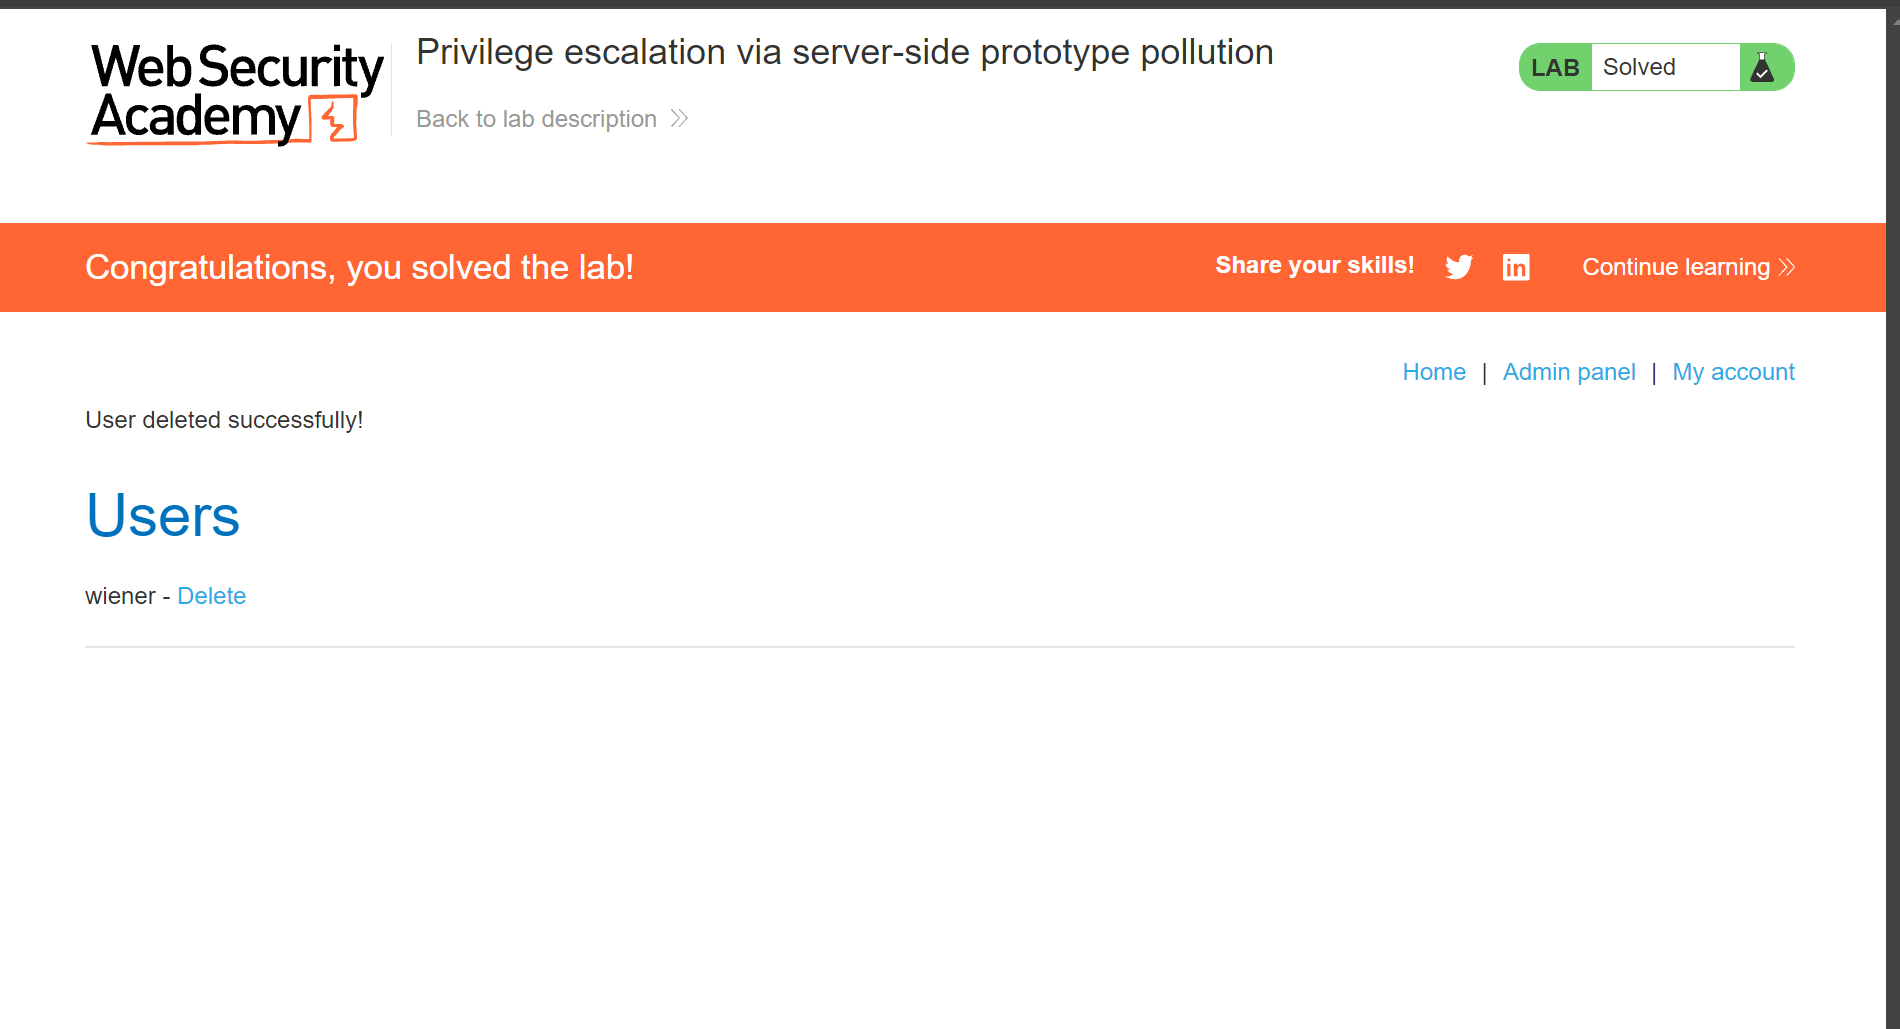 Web Security
Academy
Privilege escalation via server-side prototype pollution
Back to lab description
LAB Solved
Congratulations, you solved the lab!
Share your skills!
Continue learning
Home | Admin panel | My account
User deleted successfully!
Users
wiener - Delete